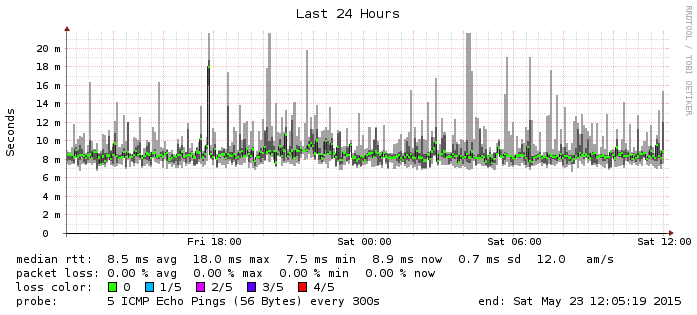 Last 24 Hours
RRDTOOL / TOBI OETIKER
Seconds
20 m
18 m
16 m
14 m
12 m
10 m
8 m
6 m
4 m
2 m
0
Fri 18:00 Sat 00:00 Sat 06:00 Sat 12:00
median rtt: 8.5 ms avg 18.0 ms max 7.5 ms min 8.9 ms now 0.7 ms sd 12.0 am/s
packet loss: 0.00 % avg 0.00 % max 0.00 % min 0.00 % now
loss color: 0 1/5 2/5 3/5 4/5
probe: 5 ICMP Echo Pings (56 Bytes) every 300s end: Sat May 23 12:05:19 2015